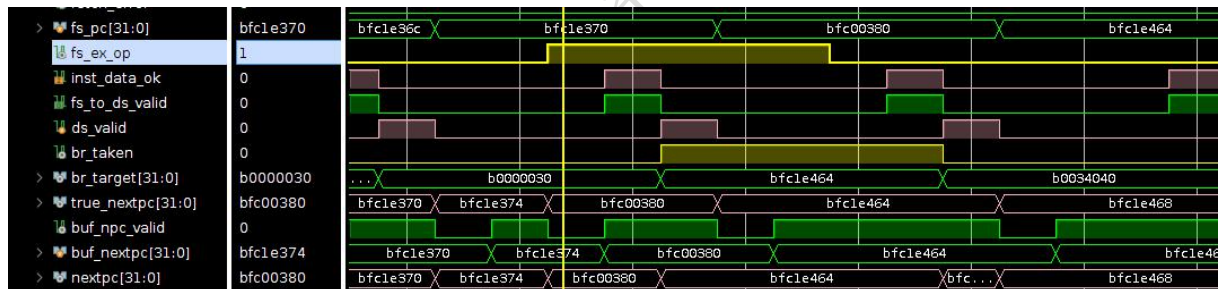 fs_pc[31:0] bfc1e370 bfc1e36c bfc1e370 bfc00380 bfc1e464
fs_ex_op 1
inst_data_ok 0
fs_to_ds_valid 0
ds_valid 0
br_taken 0
br_target[31:0] b0000030 ... b0000030 bfc1e464 b0034040
true_nextpc[31:0] bfc00380 bfc1e370 bfc1e374 bfc00380 bfc1e464 bfc1e468
buf_npc_valid 0
buf_nextpc[31:0] bfc1e374 bfc1e370 bfc1e374 bfc00380 bfc1e464 bfc1e46
nextpc[31:0] bfc00380 bfc1e370 bfc1e374 bfc00380 bfc1e464 bfc... bfc1e468